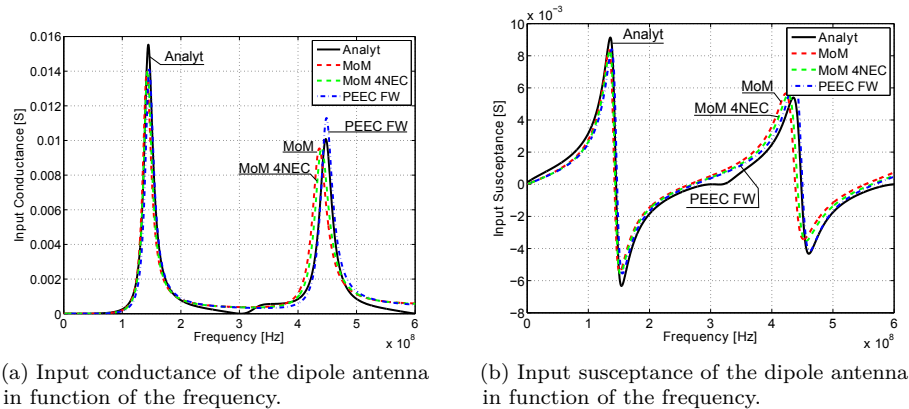 0.016
0.014
0.012
0.01
0.008
0.006
0.004
0.002
0
Input Conductance [S]
0 1 2 3 4 5 6
Frequency [Hz]
x 10^8
Analyt
MoM
MoM 4NEC
PEEC FW
Analyt
PEEC FW
MoM
MoM 4NEC
(a) Input conductance of the dipole antenna
in function of the frequency.
10 x 10^-3
8
6
4
2
0
−2
−4
−6
−8
Input Susceptance [S]
0 1 2 3 4 5 6
Frequency [Hz]
x 10^8
Analyt
MoM
MoM 4NEC
PEEC FW
Analyt
MoM
MoM 4NEC
PEEC FW
(b) Input susceptance of the dipole antenna
in function of the frequency.